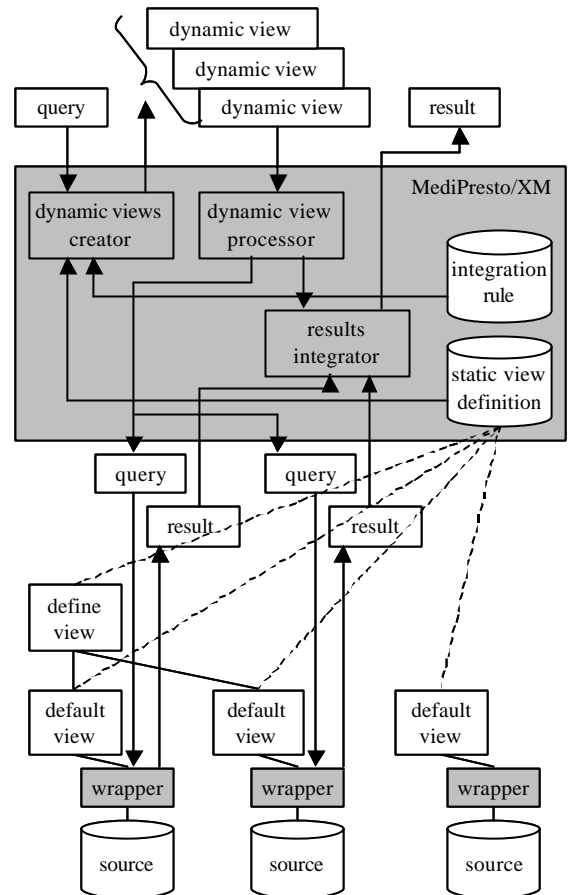 dynamic view
dynamic view
dynamic view
query
result
MediPresto/XM
dynamic views
creator
dynamic view
processor
integration
rule
results
integrator
static view
definition
query
query
result
result
define
view
default
view
default
view
default
view
wrapper
wrapper
wrapper
source
source
source